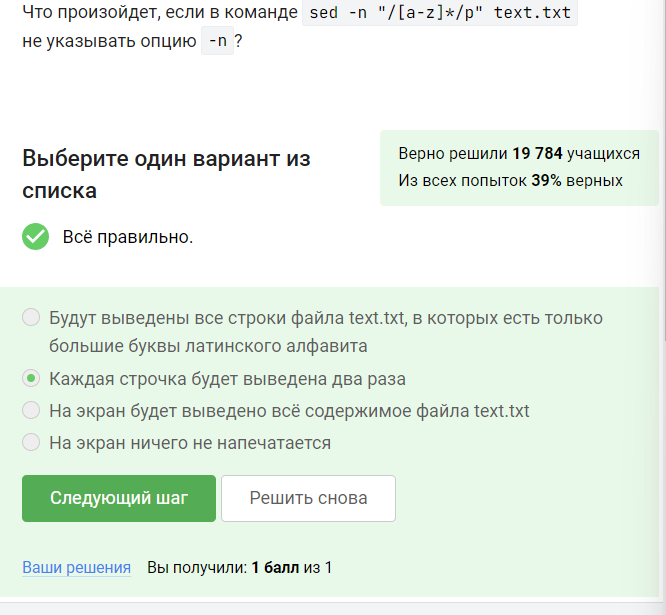 Что произойдет, если в команде sed -n "/[a-z]*/p" text.txt
не указывать опцию -n ?
Выберите один вариант из
списка
Верно решили 19 784 учащихся
Из всех попыток 39% верных
Всё правильно.
Будут выведены все строки файла text.txt, в которых есть только
большие буквы латинского алфавита
Каждая строчка будет выведена два раза
На экран будет выведено всё содержимое файла text.txt
На экран ничего не напечатается
Следующий шаг
Решить снова
Ваши решения Вы получили: 1 балл из 1